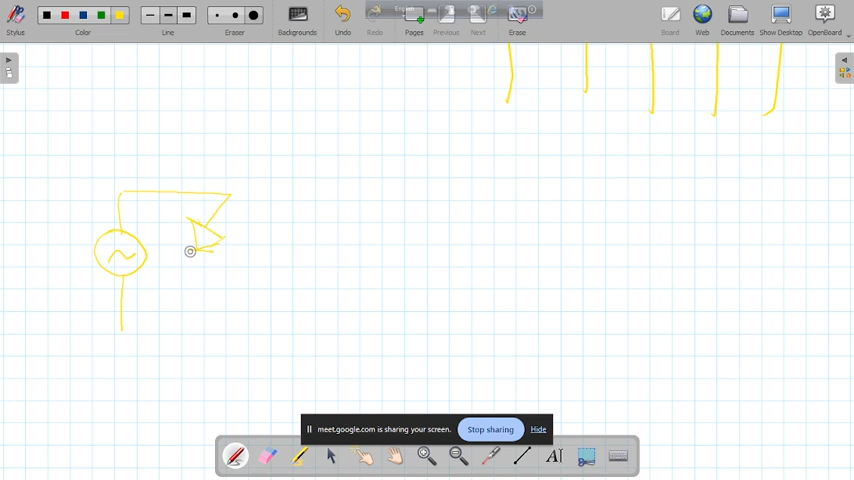 English
Stylus
Color
Line
Eraser
Backgrounds
Undo
Redo
Pages
Previous
Next
Erase
Board
Web
Documents
Show Desktop
OpenBoard
meet.google.com is sharing your screen.
Stop sharing
Hide